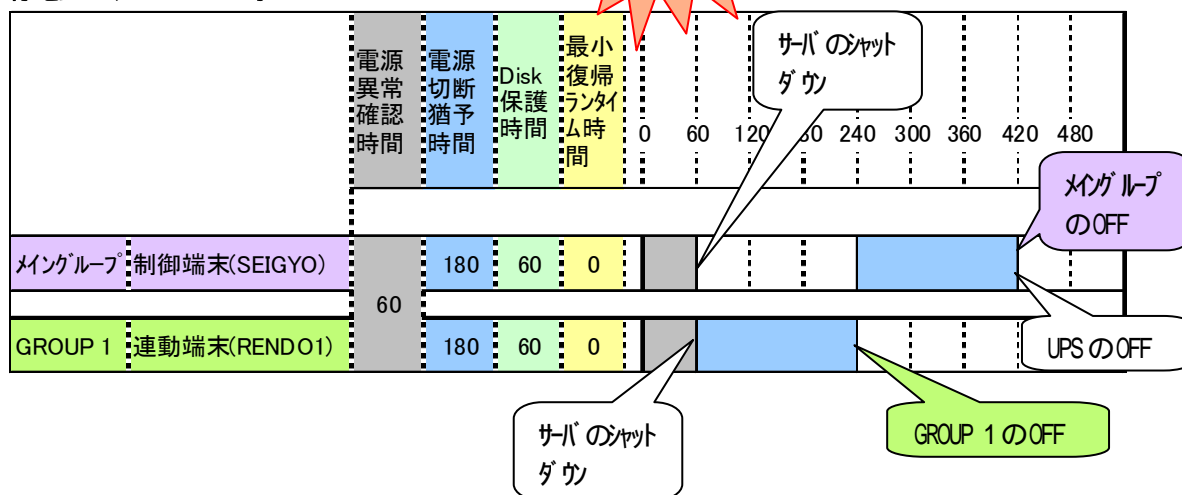 電源
異常
確認
時間
電源
切断
猶予
時間
Disk
保護
時間
最小
復帰
ランタイ
ム時
間
0 60 120 240 300 360 420 480
サーバのシャット
ダウン
メイングループ
のOFF
メイングループ 制御端末(SEIGYO) 180 60 0
60
GROUP 1 連動端末(RENDO1) 180 60 0
UPSのOFF
サーバのシャット
ダウン
GROUP 1のOFF